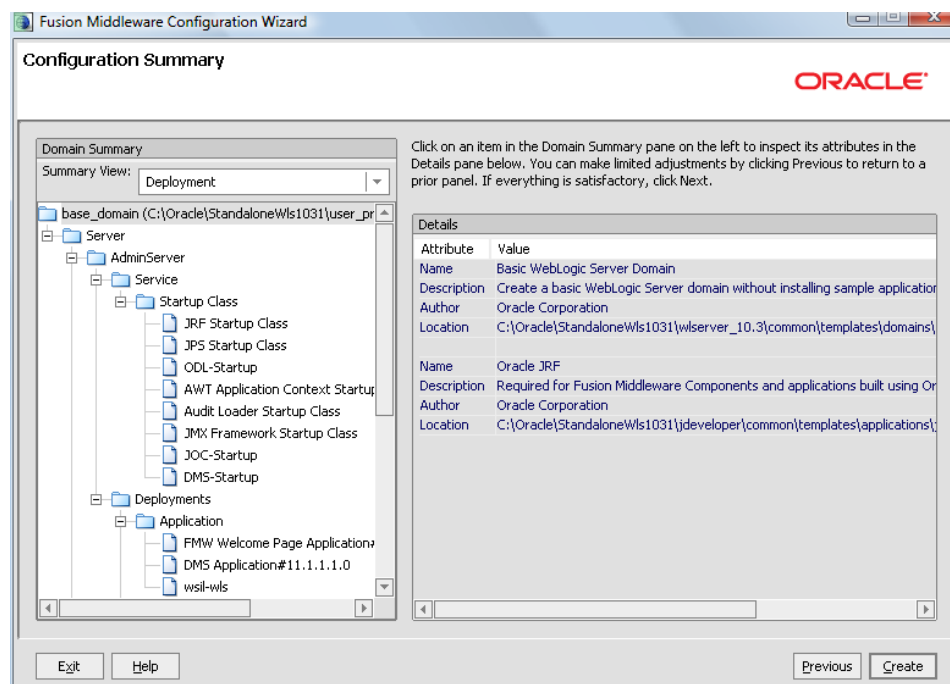 Fusion Middleware Configuration Wizard
Configuration Summary
ORACLE
Domain Summary
Summary View:
Deployment
base_domain (C:\Oracle\StandaloneWls1031\user_pr
Server
AdminServer
Service
Startup Class
JRF Startup Class
JPS Startup Class
ODL-Startup
AWT Application Context Startup
Audit Loader Startup Class
JMX Framework Startup Class
JOC-Startup
DMS-Startup
Deployments
Application
FMW Welcome Page Application#
DMS Application#11.1.1.1.0
wsil-wls
Click on an item in the Domain Summary pane on the left to inspect its attributes in the
Details pane below. You can make limited adjustments by clicking Previous to return to a
prior panel. If everything is satisfactory, click Next.
Details
Attribute Value
Name Basic WebLogic Server Domain
Description Create a basic WebLogic Server domain without installing sample application
Author Oracle Corporation
Location C:\Oracle\StandaloneWls1031\wlserver_10.3\common\templates\domains\
Name Oracle JRF
Description Required for Fusion Middleware Components and applications built using Or
Author Oracle Corporation
Location C:\Oracle\StandaloneWls1031\jdeveloper\common\templates\applications\
Exit Help Previous Create